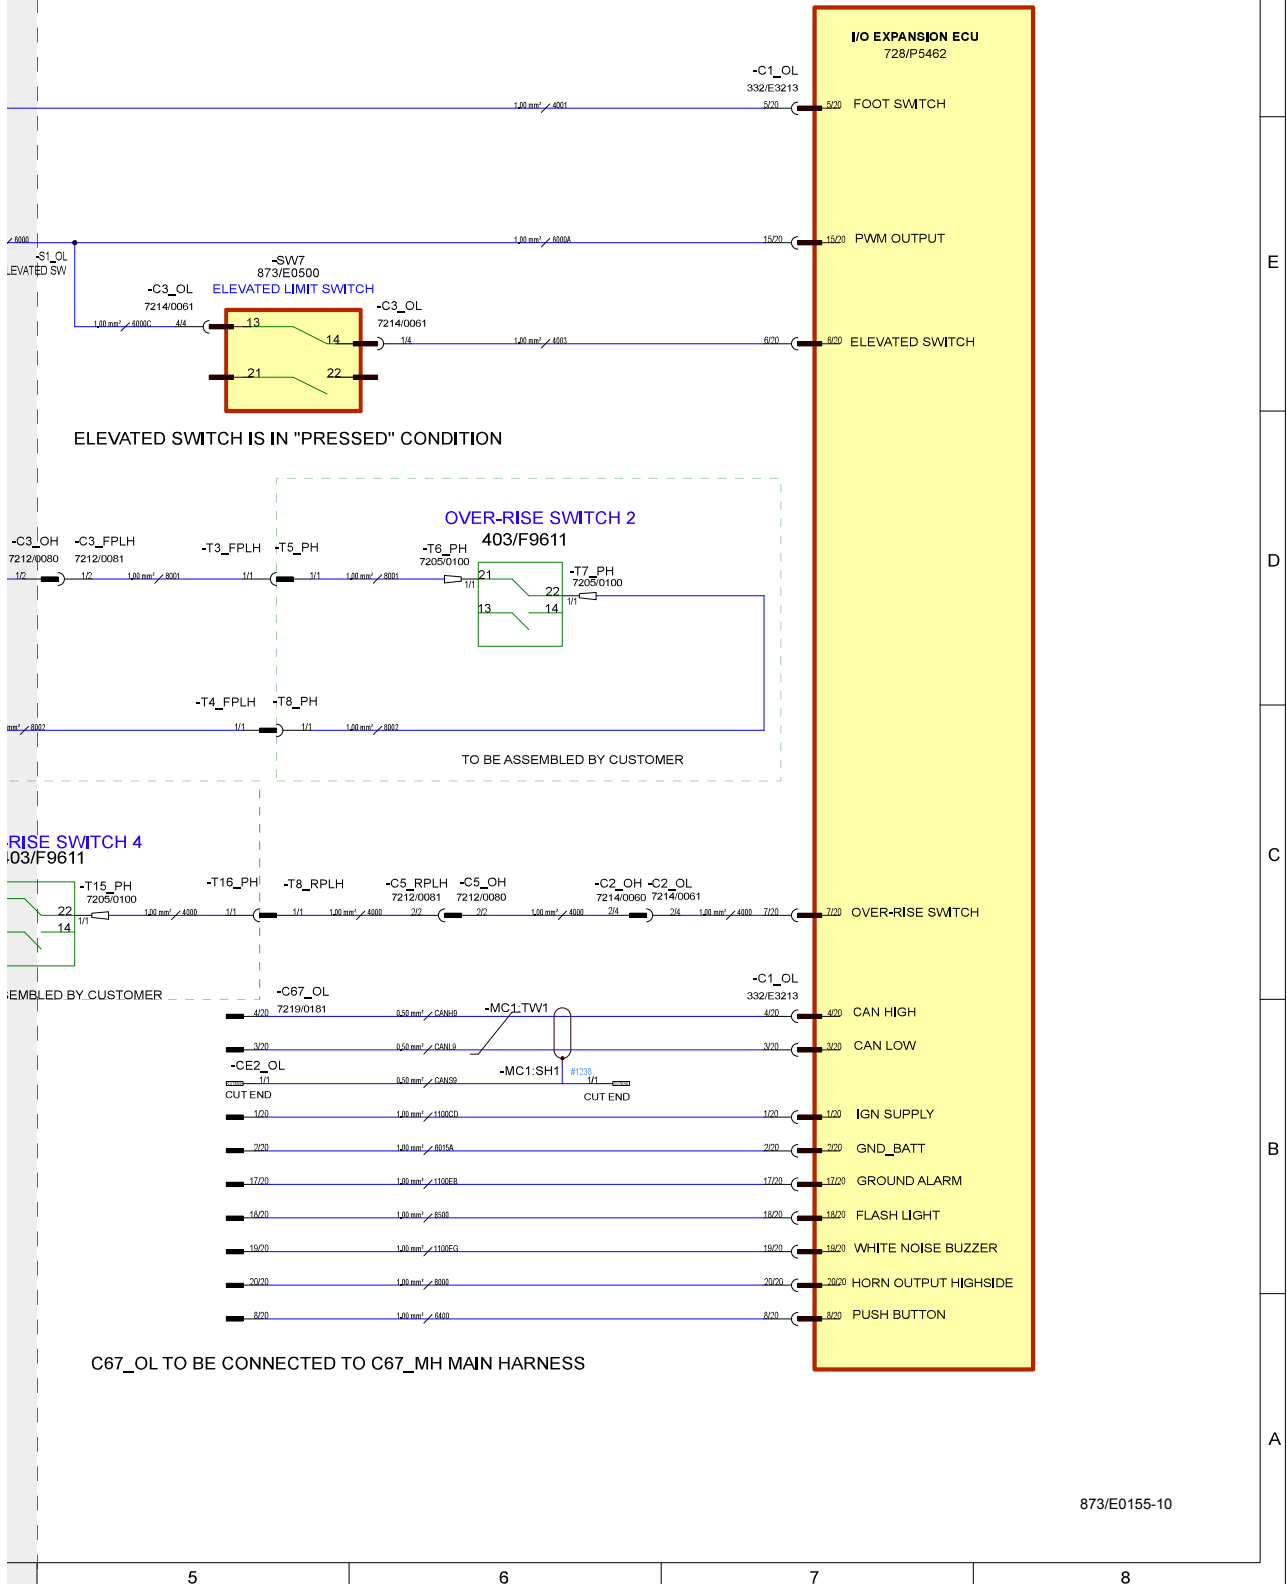 I/O EXPANSION ECU
728/P5462
-C1_OL
332/E3213
1,00 mm² 4001
5/20
5/20
FOOT SWITCH
6000
1,00 mm² 6000A
15/20
15/20
PWM OUTPUT
E
-S1_OL
LEVATED SW
-SW7
873/E0500
ELEVATED LIMIT SWITCH
-C3_OL
7214/0061
-C3_OL
7214/0061
1,00 mm² 6000C
4/4
13
14
1/4
1,00 mm² 4003
6/20
6/20
ELEVATED SWITCH
21
22
ELEVATED SWITCH IS IN "PRESSED" CONDITION
OVER-RISE SWITCH 2
403/F9611
-C3_OH
7212/0080
-C3_FPLH
7212/0081
-T3_FPLH
-T5_PH
-T6_PH
7205/0100
-T7_PH
7205/0100
D
1/2
1/2
1,00 mm² 8001
1/1
1/1
1,00 mm² 8001
1/1
21
22
1/1
13
14
-T4_FPLH
-T8_PH
mm² 8002
1/1
1/1
1,00 mm² 8002
TO BE ASSEMBLED BY CUSTOMER
RISE SWITCH 4
403/F9611
C
-T15_PH
7205/0100
-T16_PH
-T8_RPLH
-C5_RPLH
7212/0081
-C5_OH
7212/0080
-C2_OH
7214/0060
-C2_OL
7214/0061
22
14
1/1
1,00 mm² 4000
1/1
1/1
1,00 mm² 4000
2/2
2/2
1,00 mm² 4000
2/4
2/4
1,00 mm² 4000
7/20
7/20
OVER-RISE SWITCH
SEMBLED BY CUSTOMER
-C67_OL
7219/0181
-MC1:TW1
-C1_OL
332/E3213
4/20
0,50 mm² CANH9
4/20
4/20
CAN HIGH
3/20
0,50 mm² CANL9
3/20
3/20
CAN LOW
-CE2_OL
1/1
0,50 mm² CANS9
-MC1:SH1
#1238
1/1
CUT END
CUT END
1/20
1,00 mm² 1100CD
1/20
1/20
IGN SUPPLY
2/20
1,00 mm² 6015A
2/20
2/20
GND_BATT
B
17/20
1,00 mm² 1100EB
17/20
17/20
GROUND ALARM
18/20
1,00 mm² 8500
18/20
18/20
FLASH LIGHT
19/20
1,00 mm² 1100EG
19/20
19/20
WHITE NOISE BUZZER
20/20
1,00 mm² 8000
20/20
20/20
HORN OUTPUT HIGHSIDE
8/20
1,00 mm² 6400
8/20
8/20
PUSH BUTTON
C67_OL TO BE CONNECTED TO C67_MH MAIN HARNESS
A
873/E0155-10
5
6
7
8